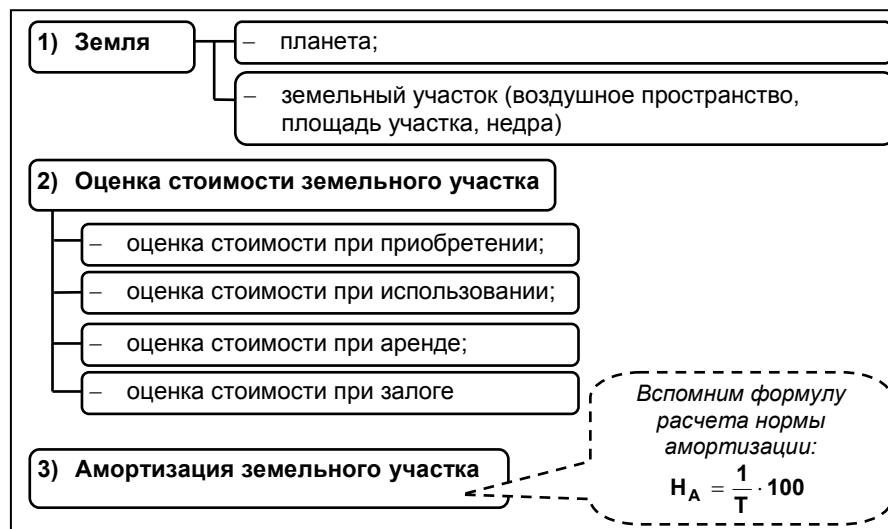 1) Земля
– планета;
– земельный участок (воздушное пространство,
площадь участка, недра)
2) Оценка стоимости земельного участка
– оценка стоимости при приобретении;
– оценка стоимости при использовании;
– оценка стоимости при аренде;
– оценка стоимости при залоге
3) Амортизация земельного участка
Вспомним формулу
расчета нормы
амортизации:
H_A = 1/T · 100